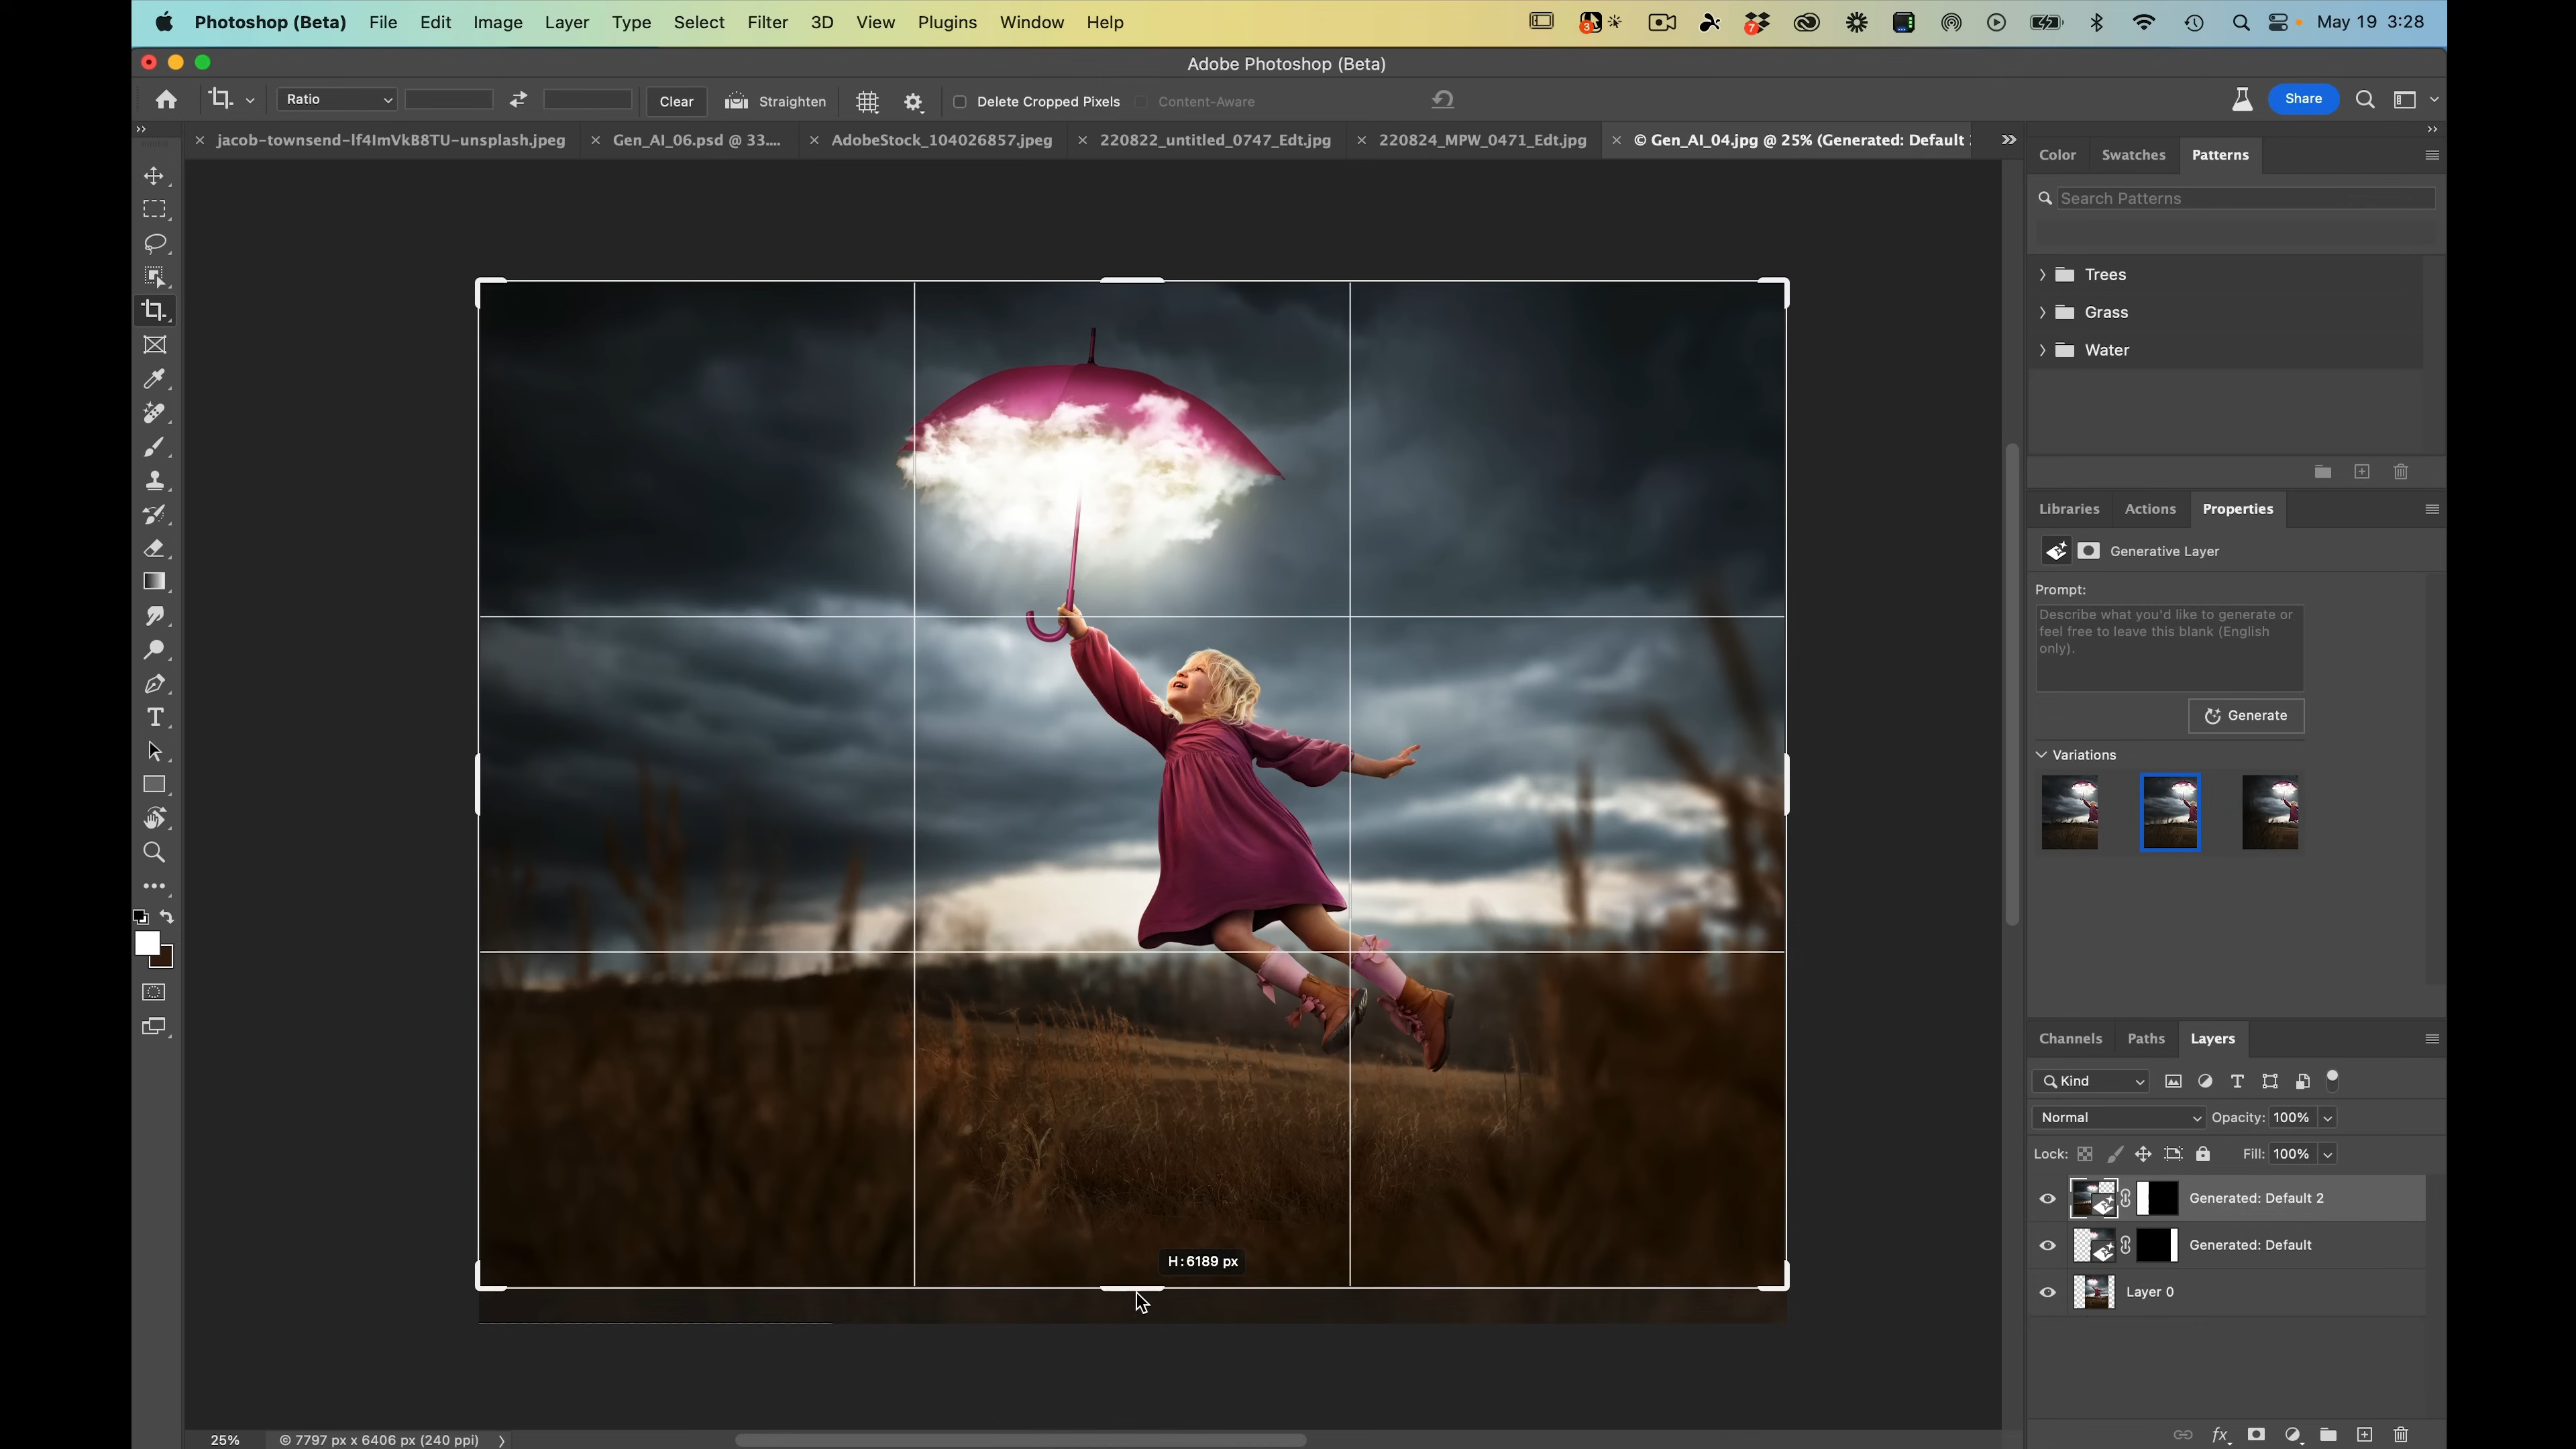 Photoshop (Beta) File Edit Image Layer Type Select Filter 3D View Plugins Window Help 3 7 May 19 3:28
Adobe Photoshop (Beta)
Ratio Clear Straighten Delete Cropped Pixels Content-Aware Share
jacob-townsend-lf4ImVkB8TU-unsplash.jpeg Gen_AI_06.psd @ 33.... AdobeStock_104026857.jpeg 220822_untitled_0747_Edt.jpg 220824_MPW_0471_Edt.jpg © Gen_AI_04.jpg @ 25% (Generated: Default
Color Swatches Patterns
Search Patterns
Trees
Grass
Water
Libraries Actions Properties
Generative Layer
Prompt:
Describe what you'd like to generate or
feel free to leave this blank (English
only).
Generate
Variations
Channels Paths Layers
Kind
Normal Opacity: 100%
Lock: Fill: 100%
Generated: Default 2
Generated: Default
Layer 0
H: 6189 px
25% © 7797 px x 6406 px (240 ppi)
fx